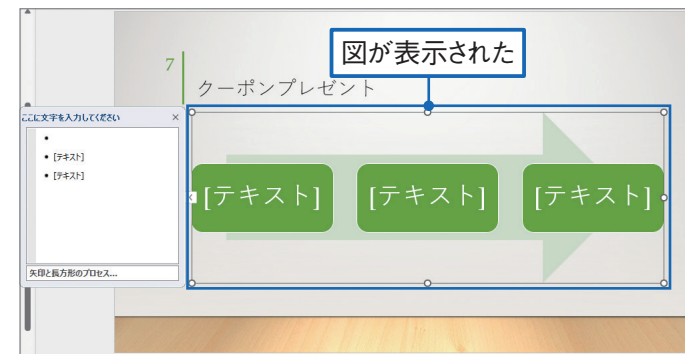 図が表示された
7
クーポンプレゼント
ここに文字を入力してください
[テキスト]
[テキスト]
矢印と長方形のプロセス...
[テキスト] [テキスト] [テキスト]